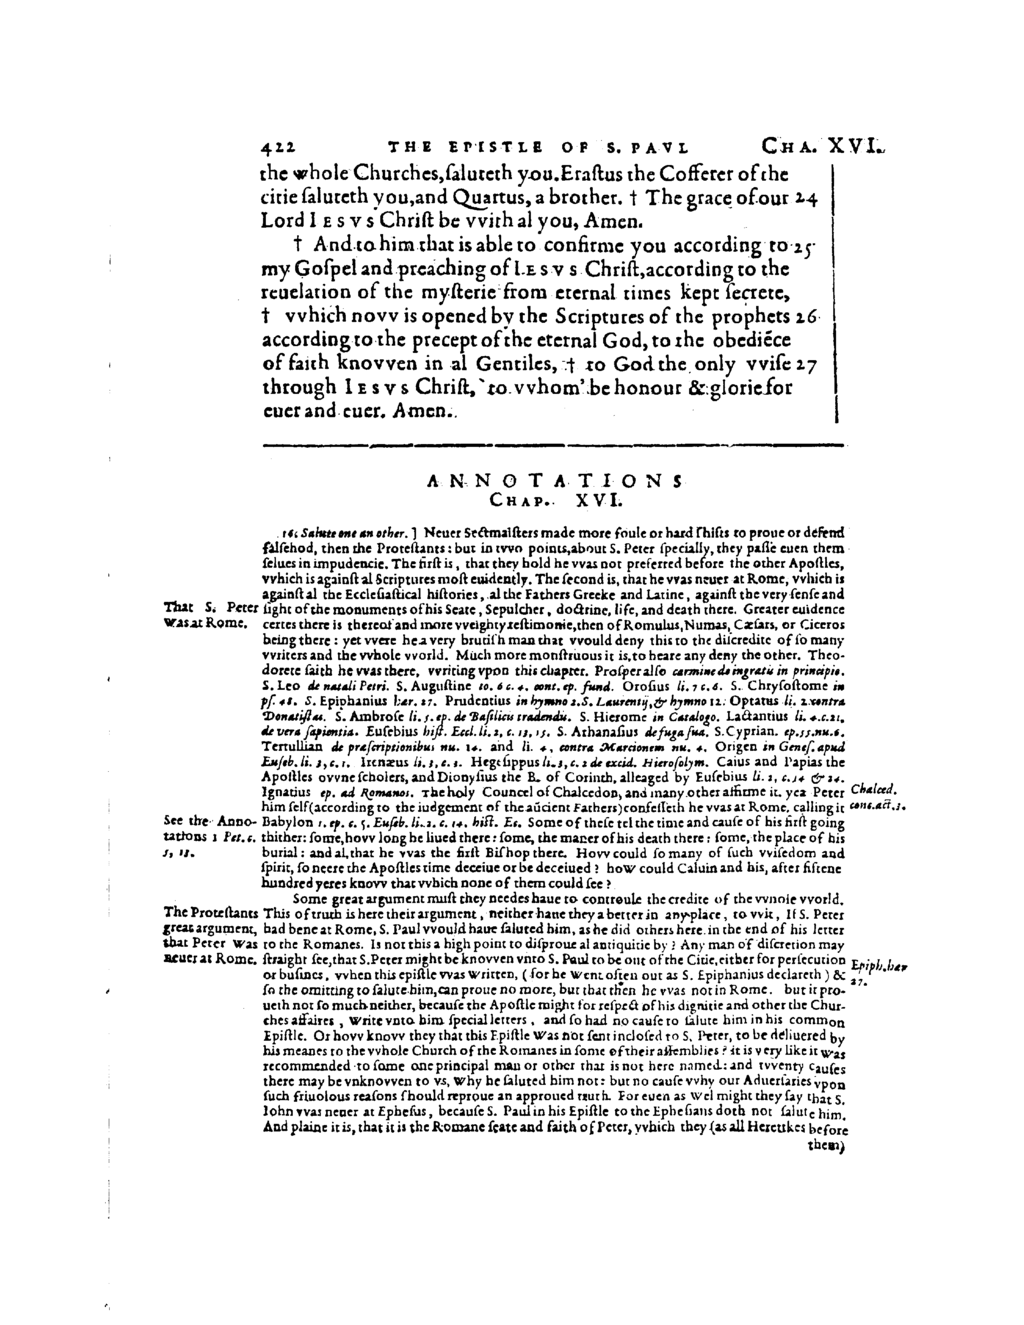 422 THE EPISTLE OF S. PAVL CHA. XVI.
the whole Churches, saluteth you. Erastus the Cofferer of the
citie saluteth you, and Quartus, a brother. † The grace of our 24
Lord IESVS Christ be vvith al you, Amen.
† And to him that is able to confirme you according to 25
my Gospel and preaching of IESVS Christ, according to the
reuelation of the mysterie from eternal times kept secrete,
† vvhich novv is opened by the Scriptures of the prophets 26
according to the precept of the eternal God, to the obediēce
of faith knovven in al Gentiles, † to God the only vvise 27
through IESVS Christ, `to vvhom' be honour & glorie for
euer and euer. Amen.
ANNOTATIONS
CHAP. XVI.
16. Salute one an other.] Neuer Sectmaisters made more foule or hard shifts to proue or defend
falsehod, then the Protestants: but in tvvo points, about S. Peter specially, they passe euen them
selues in impudencie. The first is, that they hold he vvas not preferred before the other Apostles,
vvhich is against al Scriptures most euidently. The second is, that he vvas neuer at Rome, vvhich is
against al the Ecclesiastical histories, al the Fathers Greeke and Latine, against the very sense and
That S. Peter sight of the monuments of his Seate, Sepulcher, doctrine, life, and death there. Greater euidence
was at Rome. certes there is thereof and more vveighty testimonie, then of Romulus, Numas, Cæsars, or Ciceros
being there: yet vvere he a very brutish man that vvould deny this to the discredite of so many
vvriters and the vvhole vvorld. Much more monstruous it is, to heare any deny the other. Theo-
dorete saith he vvas there, vvriting vpon this chapter. Prosper also carmine de ingratis in principio.
S. Leo de natali Petri. S. Augustine to. 6 c. 4. cont. ep. fund. Orosius li. 7 c. 6. S. Chrysostome in
ps. 48. S. Epiphanius hær. 27. Prudentius in hymno 2. S. Laurentij, & hymno 12. Optatus li. 2. contra
Donatistas. S. Ambrose li. 5. ep. de Basilicis tradendis. S. Hierome in Catalogo. Lactantius li. 4. c. 21,
de vera sapientia. Eusebius hist. Eccl. li. 2, c. 13, 15. S. Athanasius de fuga sua. S. Cyprian. ep. 55. nu. 6.
Tertullian de præscriptionibus nu. 14. and li. 4, contra Marcionem nu. 4. Origen in Genes. apud
Euseb. li. 3, c. 1. Irenæus li. 3, c. 3. Hegesippus li. 3, c. 2 de excid. Hierosolym. Caius and Papias the
Apostles ovvne scholers, and Dionysius the B. of Corinth, alleaged by Eusebius li. 2, c. 14 & 24.
Ignatius ep. ad Romanos. The holy Councel of Chalcedon, and many other affirme it. yea Peter Chalced.
him self (according to the iudgement of the aūcient Fathers) confesseth he vvas at Rome, calling it conc. act. 3.
See the Anno- Babylon 1. ep. c. 5. Euseb. li. 2. c. 14. hist. Ec. Some of these tel the time and cause of his first going
tations 1 Pet. c. thither: some, hovv long he liued there: some, the maner of his death there: some, the place of his
5, 13. burial: and al, that he vvas the first Bishop there. Hovv could so many of such vvisedom and
spirit, so neere the Apostles time deceiue or be deceiued? how could Caluin and his, after fiftene
hundred yeres knovv that vvhich none of them could see?
Some great argument must they needes haue to controule the credite of the vvhole vvorld.
The Protestants This of truth is here their argument, neither haue they a better in any place, to vvit, If S. Peter
great argument, had bene at Rome, S. Paul vvould haue saluted him, as he did others here in the end of his letter
that Peter was to the Romanes. Is not this a high point to disproue al antiquitie by? Any man of discretion may
neuer at Rome. straight see, that S. Peter might be knovven vnto S. Paul to be out of the Citie, either for persecution Epiph. hær
or busines, vvhen this epistle vvas written, (for he went often out as S. Epiphanius declareth) & 27.
so the omitting to salute him, can proue no more, but that then he vvas not in Rome. but it pro-
ueth not so much neither, because the Apostle might for respect of his dignitie and other the Chur-
ches affaires, write vnto him special letters, and so had no cause to salute him in his common
Epistle. Or hovv knovv they that this Epistle was not sent inclosed to S. Peter, to be deliuered by
his meanes to the vvhole Church of the Romanes in some of their assemblies? it is very like it was
recommended to some one principal man or other that is not here named: and tvventy causes
there may be vnknovven to vs, why he saluted him not: but no cause vvhy our Aduersaries vpon
such friuolous reasons should reproue an approued truth. For euen as wel might they say that S.
Iohn vvas neuer at Ephesus, because S. Paul in his Epistle to the Ephesians doth not salute him.
And plaine it is, that it is the Romane seate and faith of Peter, vvhich they (as all Heretikes before
them)